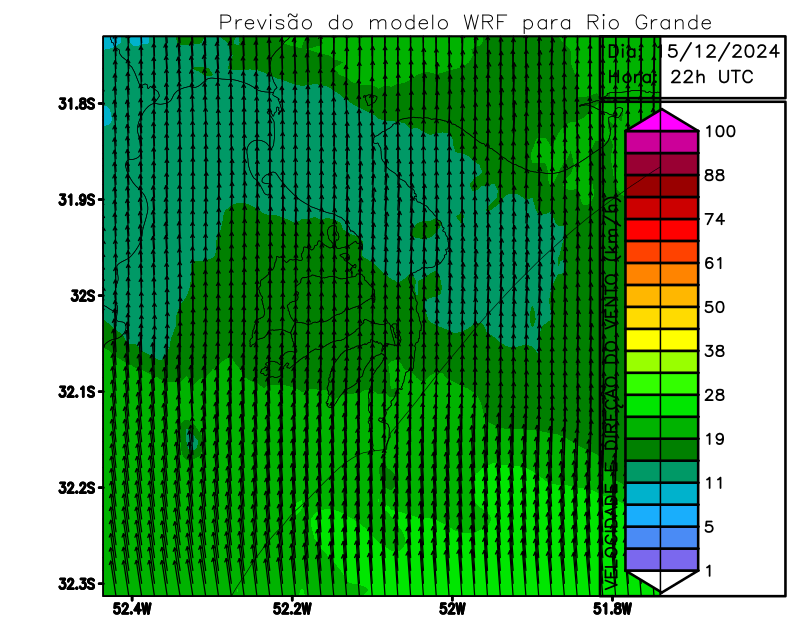 Previsão do modelo WRF para Rio Grande
Dia: 15/12/2024
Hora: 22h UTC
31.8S
31.9S
32S
32.1S
32.2S
32.3S
52.4W
52.2W
52W
51.8W
VELOCIDADE E DIREÇÃO DO VENTO (km/h)
100
88
74
61
50
38
28
19
11
5
1